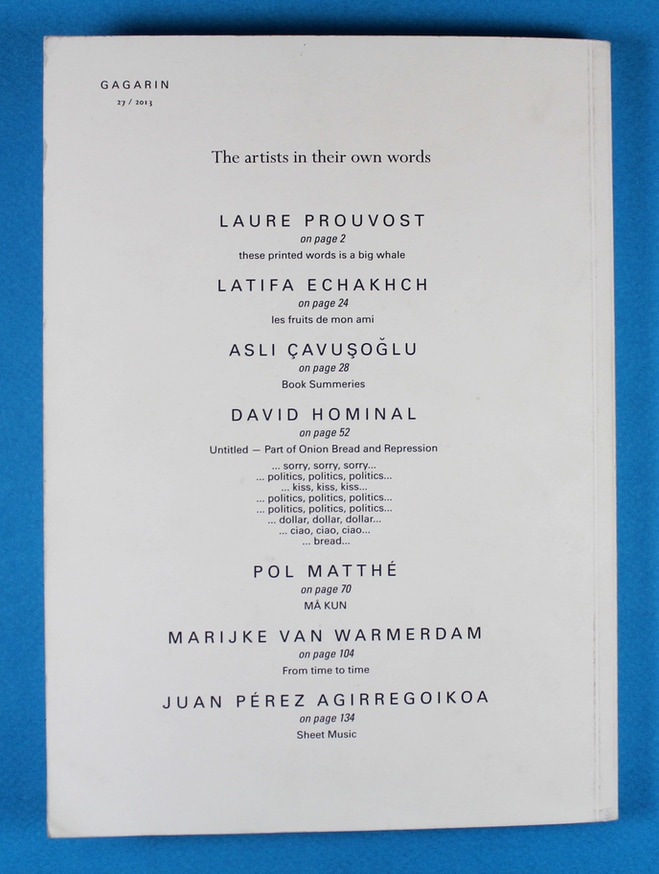 GAGARIN
27 / 2013
The artists in their own words
LAURE PROUVOST
on page 2
these printed words is a big whale
LATIFA ECHAKHCH
on page 24
les fruits de mon ami
ASLI ÇAVUŞOĞLU
on page 28
Book Summeries
DAVID HOMINAL
on page 52
Untitled — Part of Onion Bread and Repression
... sorry, sorry, sorry...
... politics, politics, politics...
... kiss, kiss, kiss...
... politics, politics, politics...
... politics, politics, politics...
... dollar, dollar, dollar...
... ciao, ciao, ciao...
... bread...
POL MATTHÉ
on page 70
MÅ KUN
MARIJKE VAN WARMERDAM
on page 104
From time to time
JUAN PÉREZ AGIRREGOIKOA
on page 134
Sheet Music